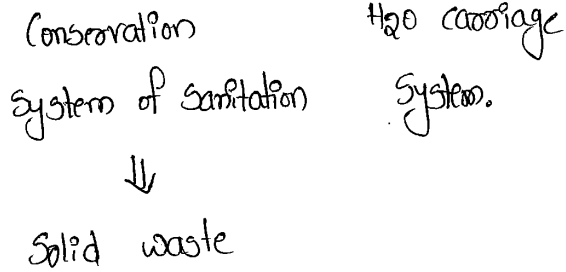 Conservation
System of Sanitation
⇓
Solid waste
H2O carriage
System.